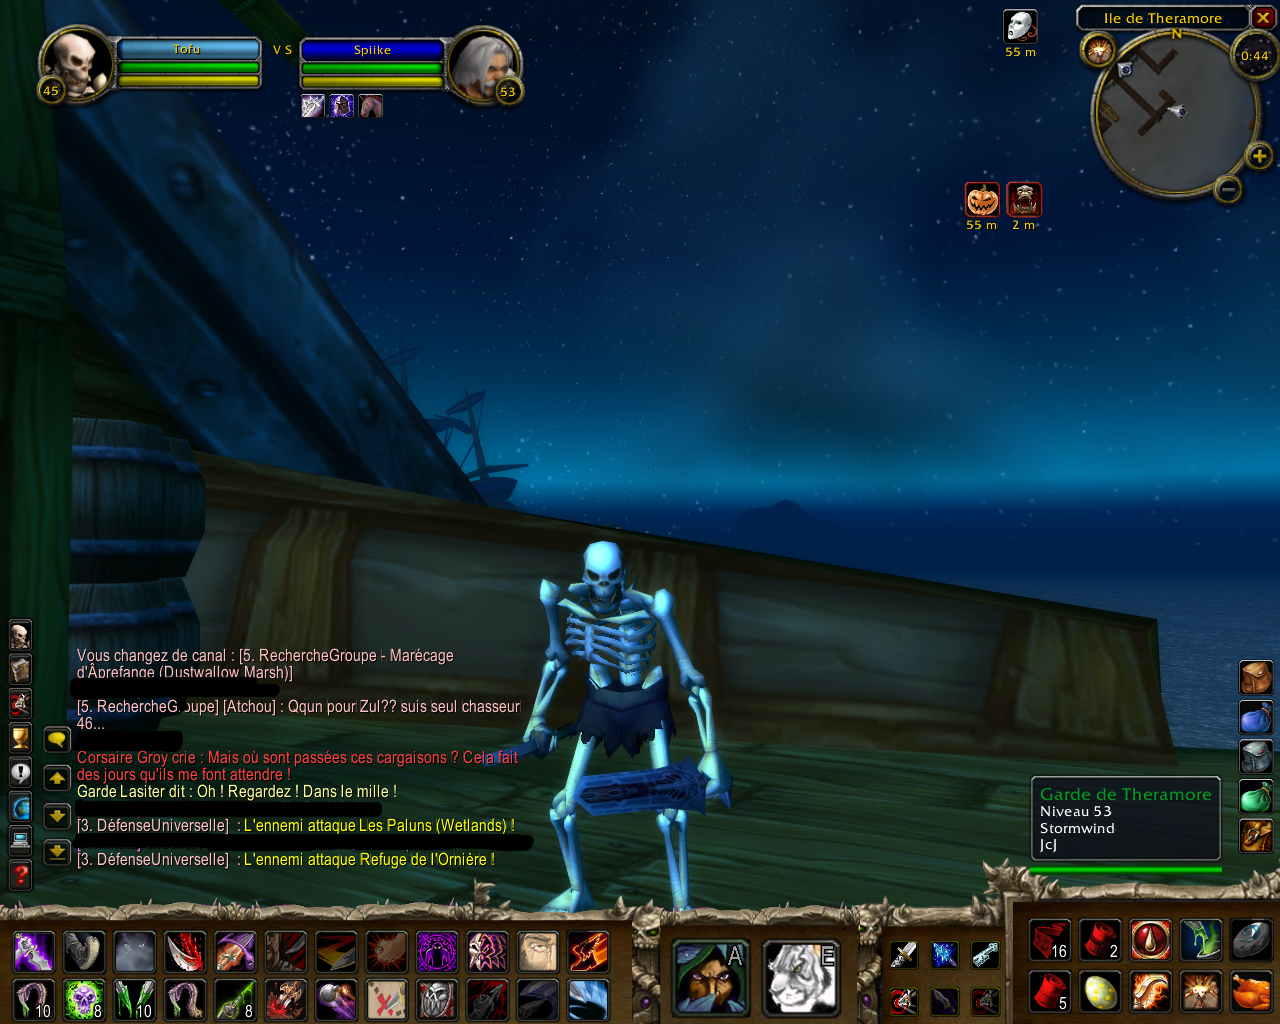 Tofu
V S
Spiike
45
53
55 m
Ile de Theramore
N
0:44
55 m
2 m
Vous changez de canal : [5. RechercheGroupe - Marécage
d'Âprefange (Dustwallow Marsh)]
[5. RechercheG oupe] [Atchou] : Qqun pour Zul?? suis seul chasseur
46...
Corsaire Groy crie : Mais où sont passées ces cargaisons ? Cela fait
des jours qu'ils me font attendre !
Garde Lasiter dit : Oh ! Regardez ! Dans le mille !
[3. DéfenseUniverselle] : L'ennemi attaque Les Paluns (Wetlands) !
[3. DéfenseUniverselle] : L'ennemi attaque Refuge de l'Ornière !
Garde de Theramore
Niveau 53
Stormwind
JcJ
A
E
16
2
10
8
10
8
5